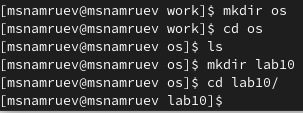 [msnamruev@msnamruev work]$ mkdir os
[msnamruev@msnamruev work]$ cd os
[msnamruev@msnamruev os]$ ls
[msnamruev@msnamruev os]$ mkdir lab10
[msnamruev@msnamruev os]$ cd lab10/
[msnamruev@msnamruev lab10]$